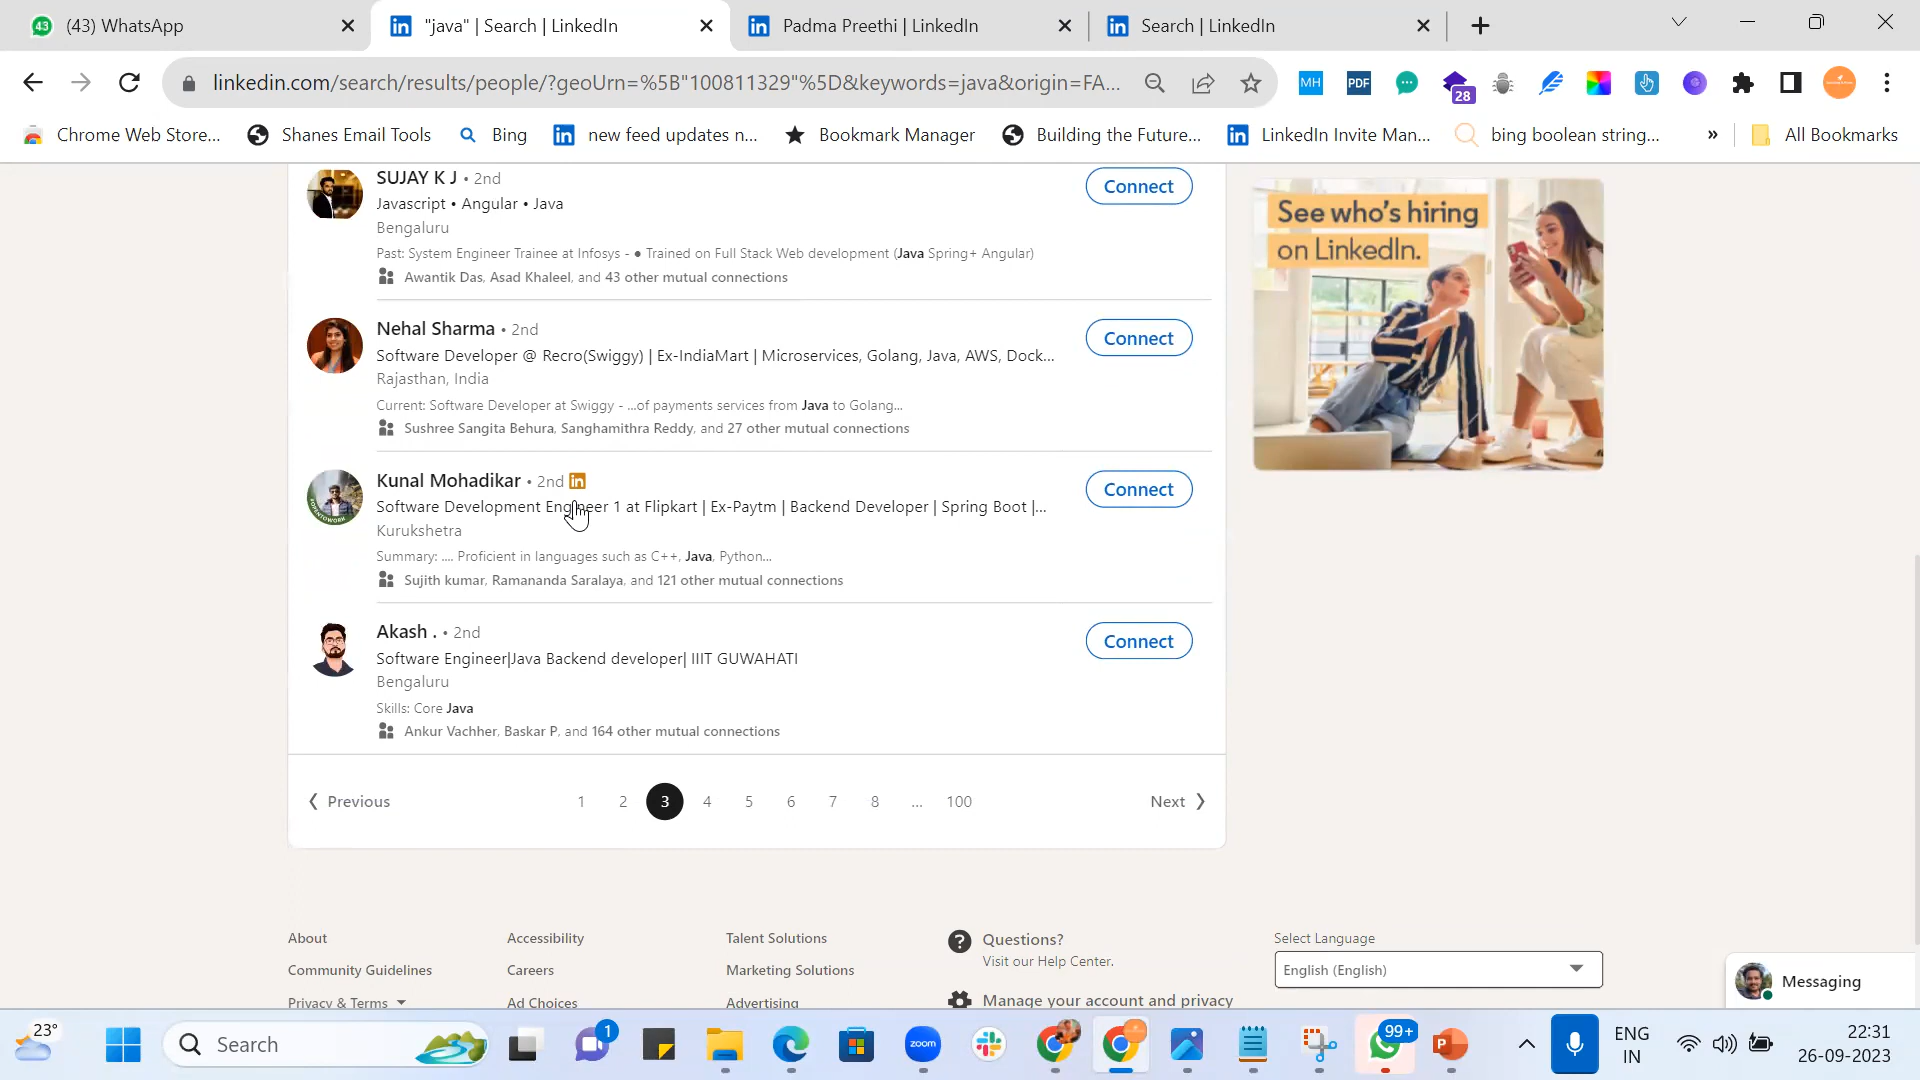 43
(43) WhatsApp
"java" | Search | LinkedIn
Padma Preethi | LinkedIn
Search | LinkedIn
linkedin.com/search/results/people/?geoUrn=%5B"100811329"%5D&keywords=java&origin=FA...
MH
PDF
28
Chrome Web Store...
Shanes Email Tools
Bing
new feed updates n...
Bookmark Manager
Building the Future...
LinkedIn Invite Man...
bing boolean string...
»
All Bookmarks
SUJAY K J • 2nd
Javascript • Angular • Java
Bengaluru
Past: System Engineer Trainee at Infosys - ● Trained on Full Stack Web development (Java Spring+ Angular)
Awantik Das, Asad Khaleel, and 43 other mutual connections
Connect
Nehal Sharma • 2nd
Software Developer @ Recro(Swiggy) | Ex-IndiaMart | Microservices, Golang, Java, AWS, Dock...
Rajasthan, India
Current: Software Developer at Swiggy - ...of payments services from Java to Golang...
Sushree Sangita Behura, Sanghamithra Reddy, and 27 other mutual connections
Connect
Kunal Mohadikar • 2nd in
Software Development Engineer 1 at Flipkart | Ex-Paytm | Backend Developer | Spring Boot |...
Kurukshetra
Summary: .... Proficient in languages such as C++, Java, Python...
Sujith kumar, Ramananda Saralaya, and 121 other mutual connections
Connect
Akash . • 2nd
Software Engineer|Java Backend developer| IIIT GUWAHATI
Bengaluru
Skills: Core Java
Ankur Vachher, Baskar P, and 164 other mutual connections
Connect
See who's hiring
on LinkedIn.
Previous
1 2 3 4 5 6 7 8 ... 100
Next
About
Accessibility
Talent Solutions
Questions?
Visit our Help Center.
Select Language
English (English)
Community Guidelines
Careers
Marketing Solutions
Privacy & Terms
Ad Choices
Advertising
Manage your account and privacy
Messaging
23°
Search
1
zoom
99+
ENG
IN
22:31
26-09-2023